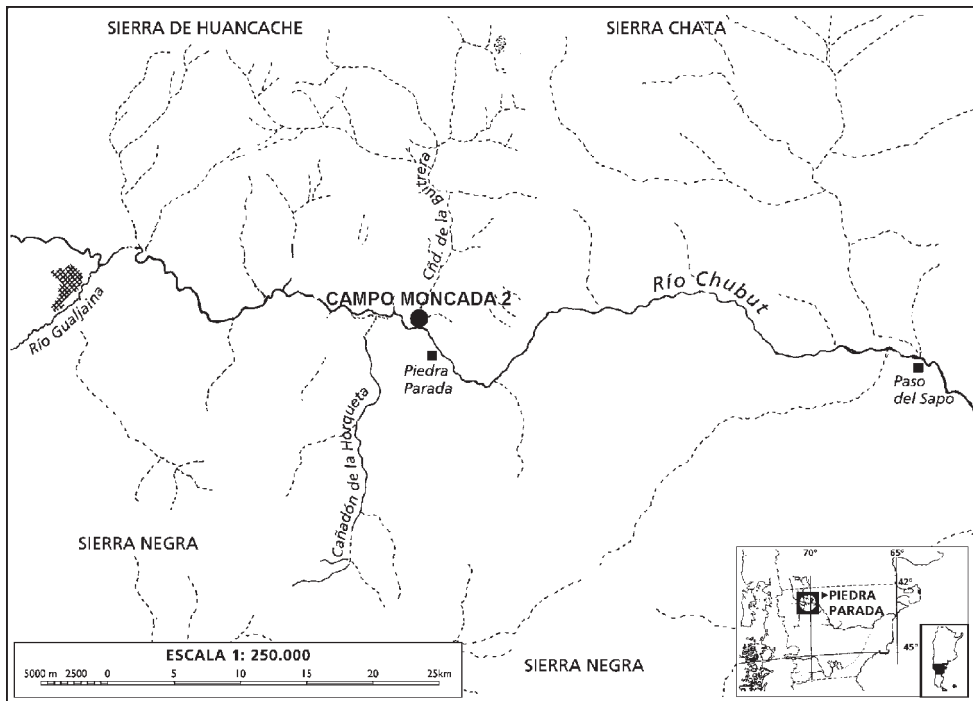 SIERRA DE HUANCACHE
SIERRA CHATA
Cñd. de la Buitrera
Río Chubut
CAMPO MONCADA 2
Río Gualjaina
Piedra
Parada
Paso
del Sapo
Cañadón de la Horqueta
SIERRA NEGRA
SIERRA NEGRA
70°
65°
42°
PIEDRA
PARADA
45°
ESCALA 1: 250.000
5000 m 2500 0 5 10 15 20 25km